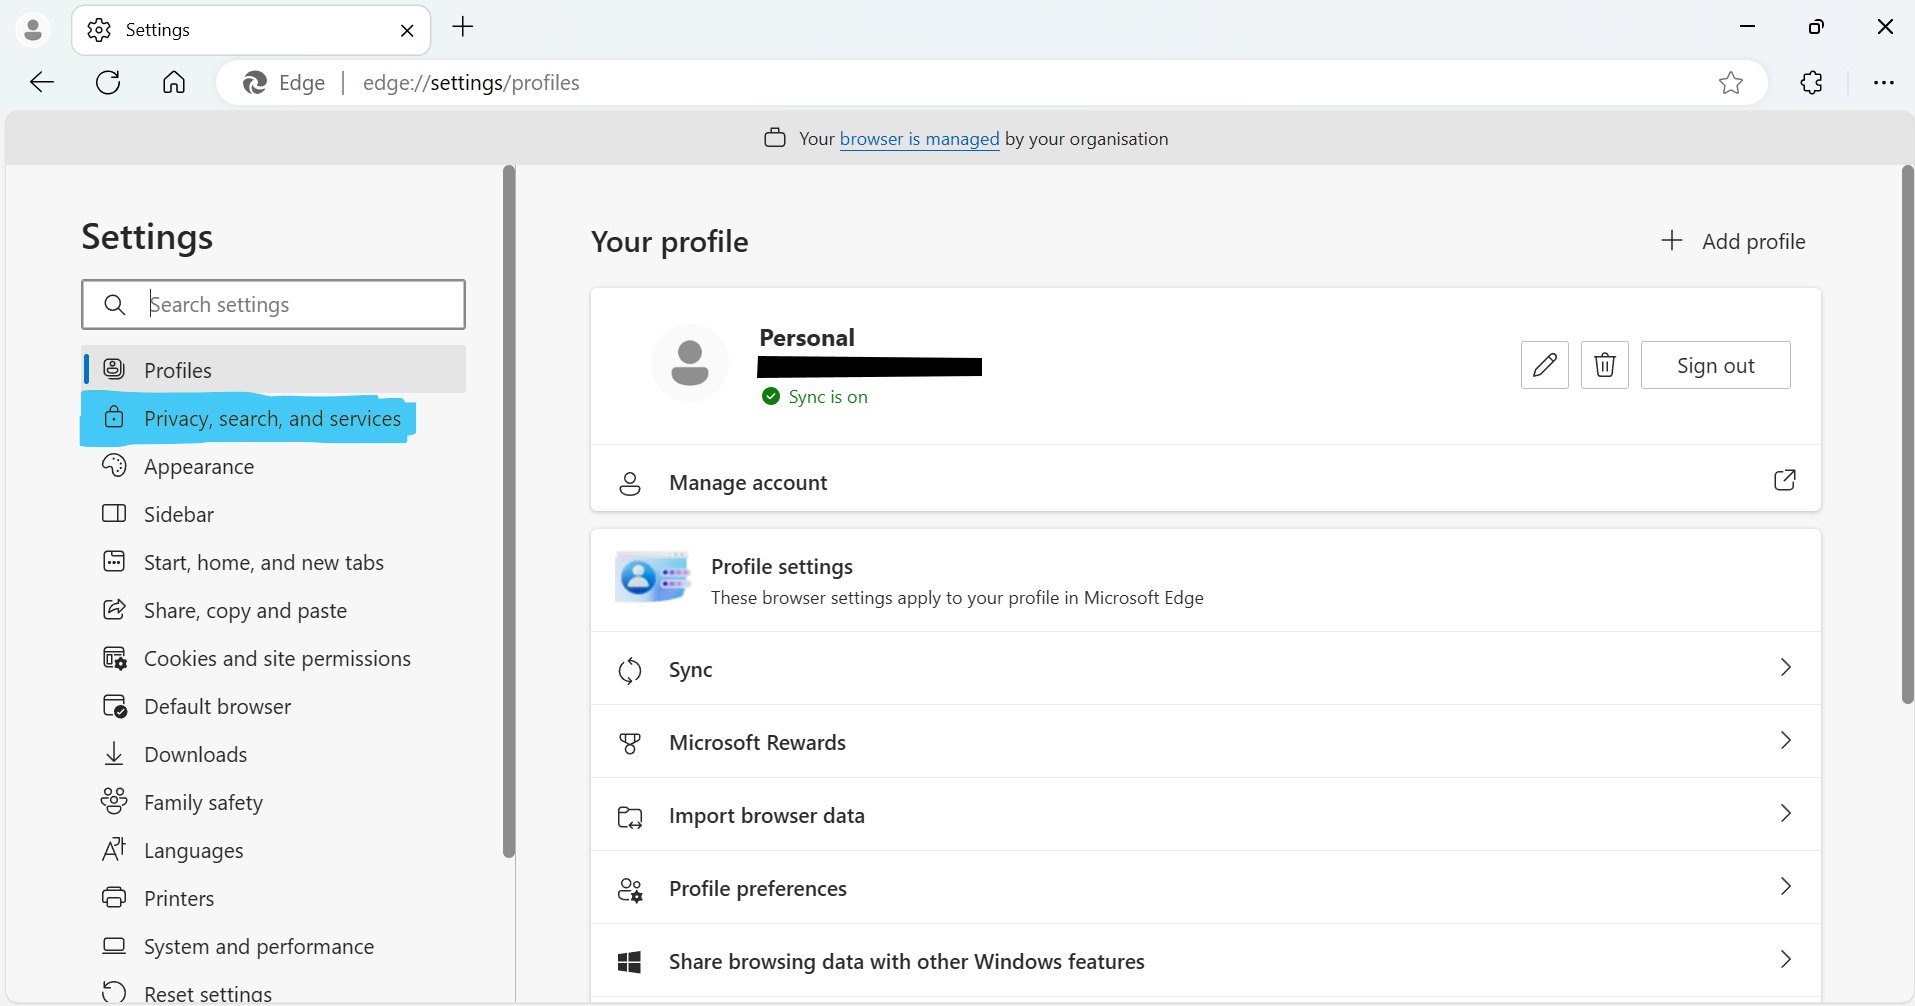 Settings
Edge
edge://settings/profiles
Your browser is managed by your organisation
Settings
Search settings
Profiles
Privacy, search, and services
Appearance
Sidebar
Start, home, and new tabs
Share, copy and paste
Cookies and site permissions
Default browser
Downloads
Family safety
Languages
Printers
System and performance
Reset settings
Your profile
Add profile
Personal
Sync is on
Sign out
Manage account
Profile settings
These browser settings apply to your profile in Microsoft Edge
Sync
Microsoft Rewards
Import browser data
Profile preferences
Share browsing data with other Windows features